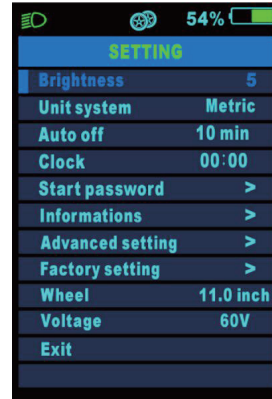 54%
SETTING
Brightness 5
Unit system Metric
Auto off 10 min
Clock 00:00
Start password >
Informations >
Advanced setting >
Factory setting >
Wheel 11.0 inch
Voltage 60V
Exit